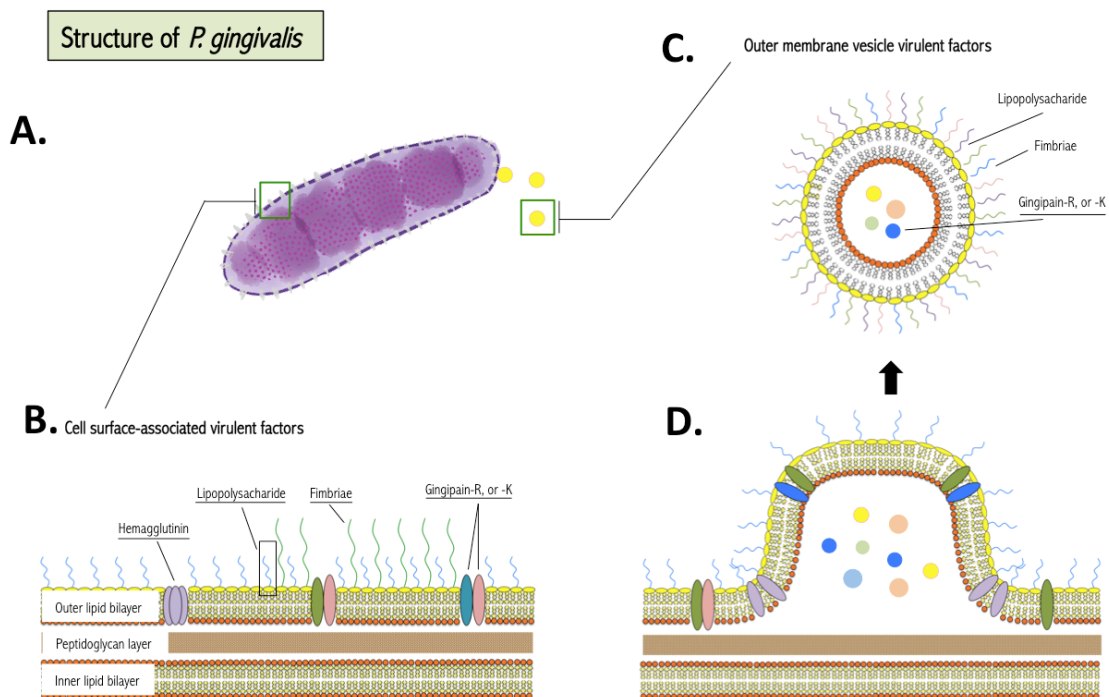 Structure of P. gingivalis
A.
C.
Outer membrane vesicle virulent factors
Lipopolysacharide
Fimbriae
Gingipain-R, or -K
B.
Cell surface-associated virulent factors
D.
Lipopolysacharide
Fimbriae
Gingipain-R, or -K
Hemagglutinin
Outer lipid bilayer
Peptidoglycan layer
Inner lipid bilayer